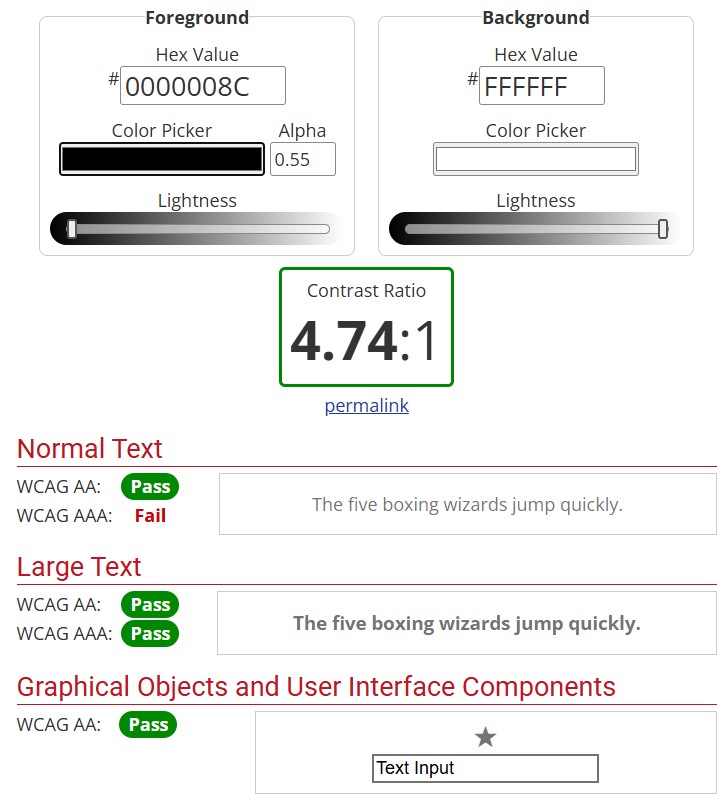 Foreground
Hex Value
#0000008C
Color Picker Alpha
0.55
Lightness
Background
Hex Value
#FFFFFF
Color Picker
Lightness
Contrast Ratio
4.74:1
permalink
Normal Text
WCAG AA: Pass
WCAG AAA: Fail
The five boxing wizards jump quickly.
Large Text
WCAG AA: Pass
WCAG AAA: Pass
The five boxing wizards jump quickly.
Graphical Objects and User Interface Components
WCAG AA: Pass
Text Input